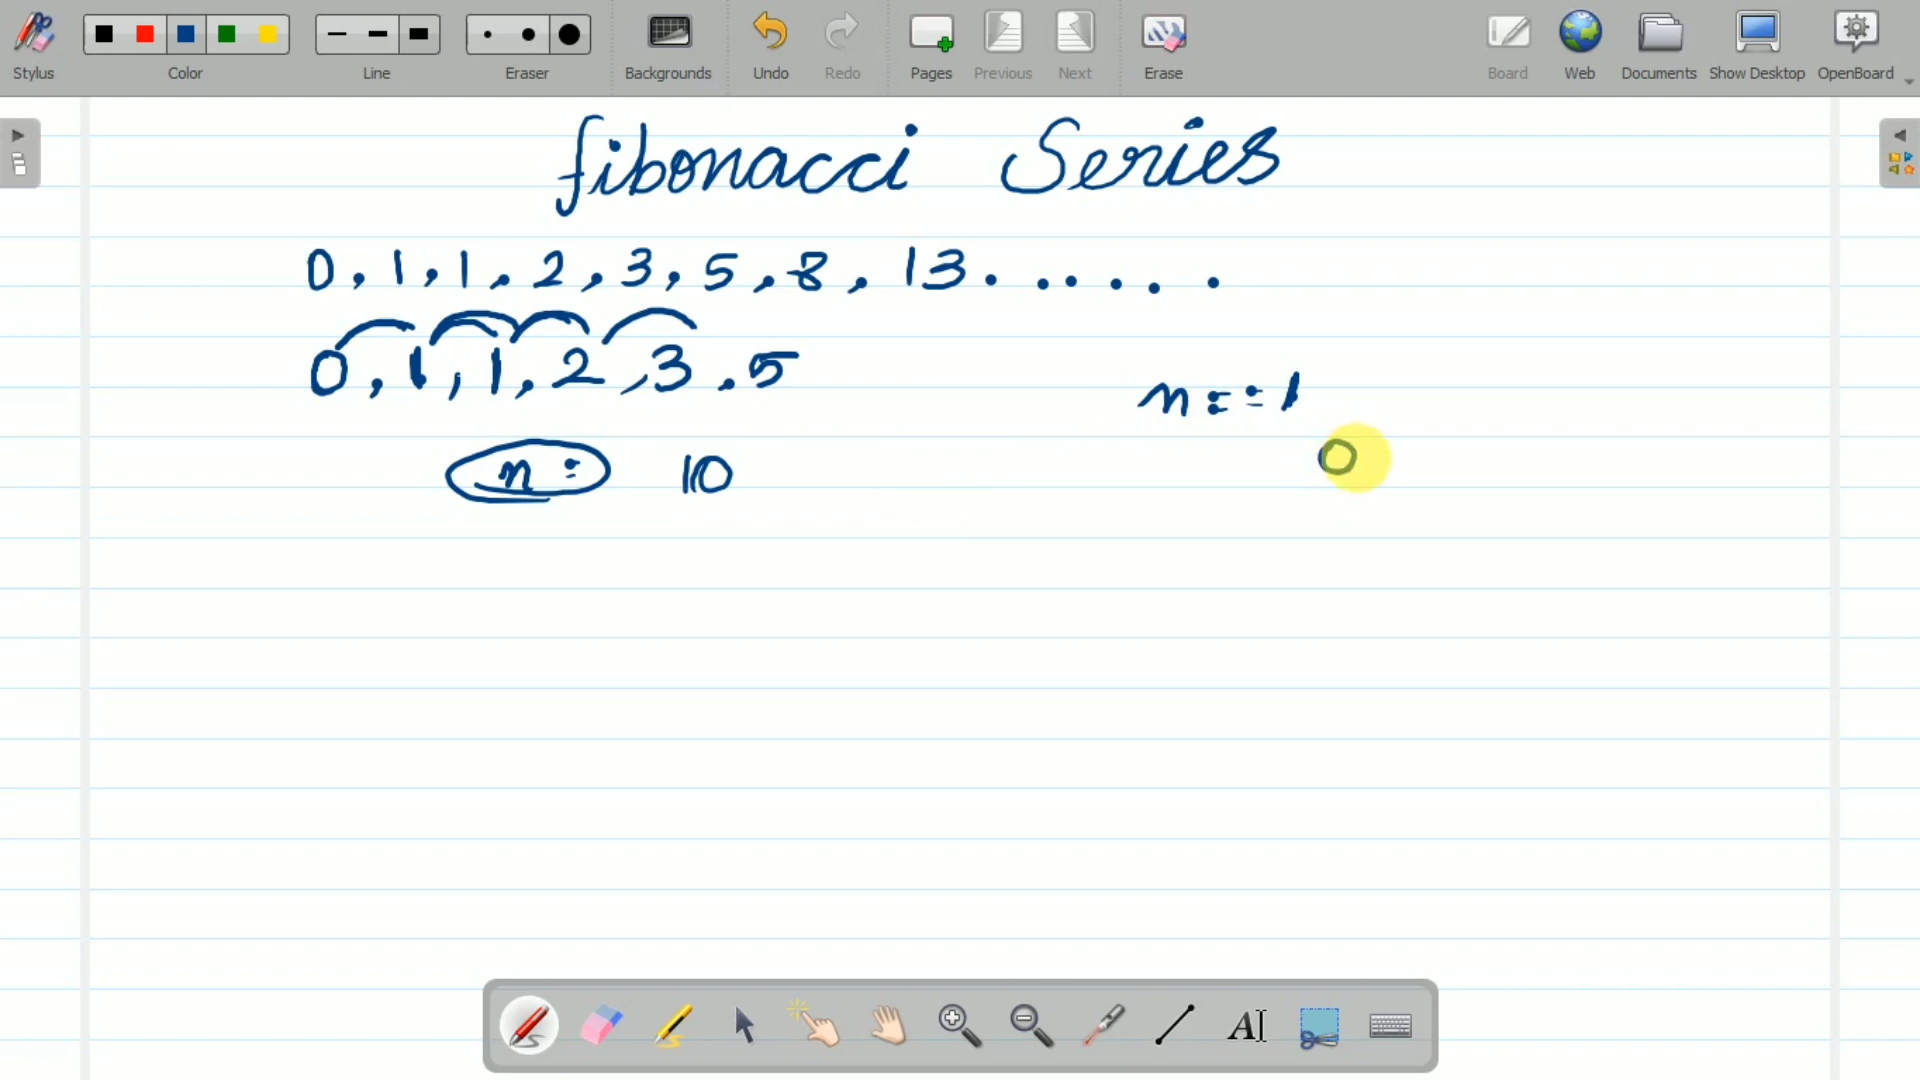 Stylus Color Line Eraser Backgrounds Undo Redo Pages Previous Next Erase Board Web Documents Show Desktop OpenBoard
fibonacci Series
0, 1, 1, 2, 3, 5, 8, 13. . . . . .
0, 1, 1, 2, 3, 5
n = 10
n == 1
0